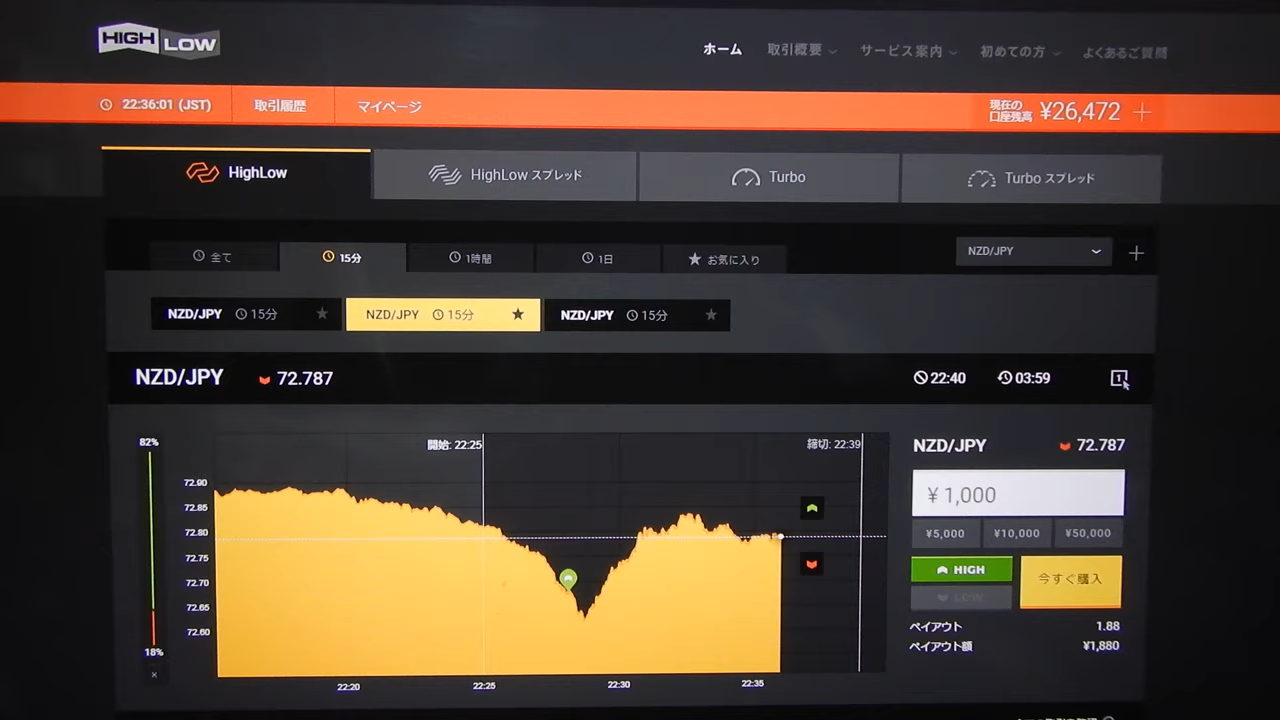 HIGH LOW
ホーム 取引概要 サービス案内 初めての方 よくあるご質問
22:36:01 (JST) 取引履歴 マイページ 現在の口座残高 ¥26,472
HighLow HighLow スプレッド Turbo Turbo スプレッド
全て 15分 1時間 1日 お気に入り NZD/JPY
NZD/JPY 15分 NZD/JPY 15分 NZD/JPY 15分
NZD/JPY 72.787 22:40 03:59 1
82%
開始: 22:25 締切: 22:39
NZD/JPY 72.787
72.90
72.85
72.80
72.75
72.70
72.65
72.60
¥ 1,000
¥5,000 ¥10,000 ¥50,000
HIGH 今すぐ購入
LOW
ペイアウト 1.88
ペイアウト額 ¥1,880
18%
22:20 22:25 22:30 22:35